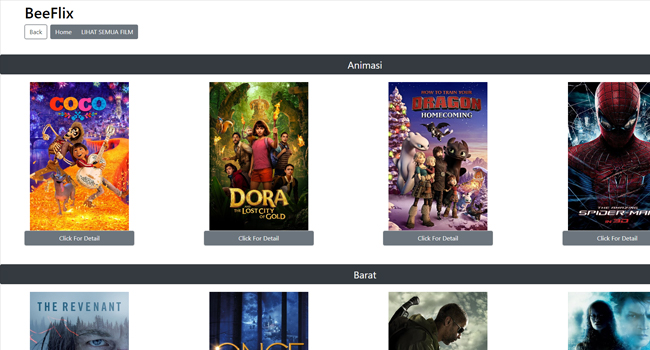 BeeFlix
Back Home LIHAT SEMUA FILM
Animasi
COCO
DORA
AND THE LOST CITY
OF GOLD
HOW TO TRAIN YOUR
DRAGON
HOMECOMING
THE AMAZING
SPIDER-MAN
IN 3D
Click For Detail
Click For Detail
Click For Detail
Click For Detail
Barat
THE REVENANT
ONCE